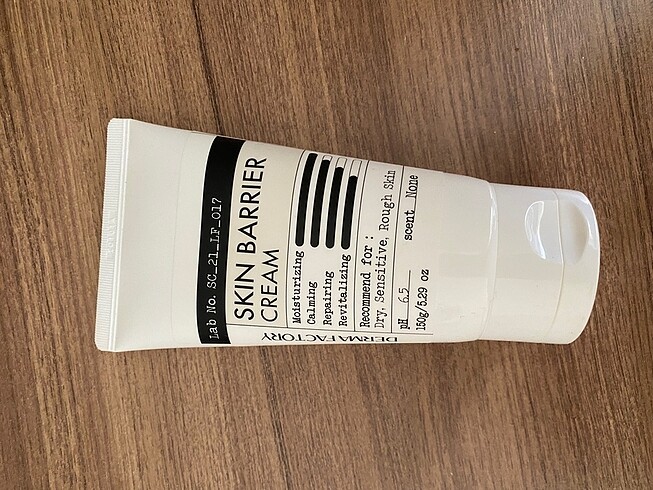 Lab No. SC_21_LF_017
SKIN BARRIER
CREAM
Moisturizing
Calming
Repairing
Revitalizing
Recommend for :
Dry, Sensitive, Rough Skin
pH 6.5 scent None
150g/5.29 oz
DERMA FACTORY